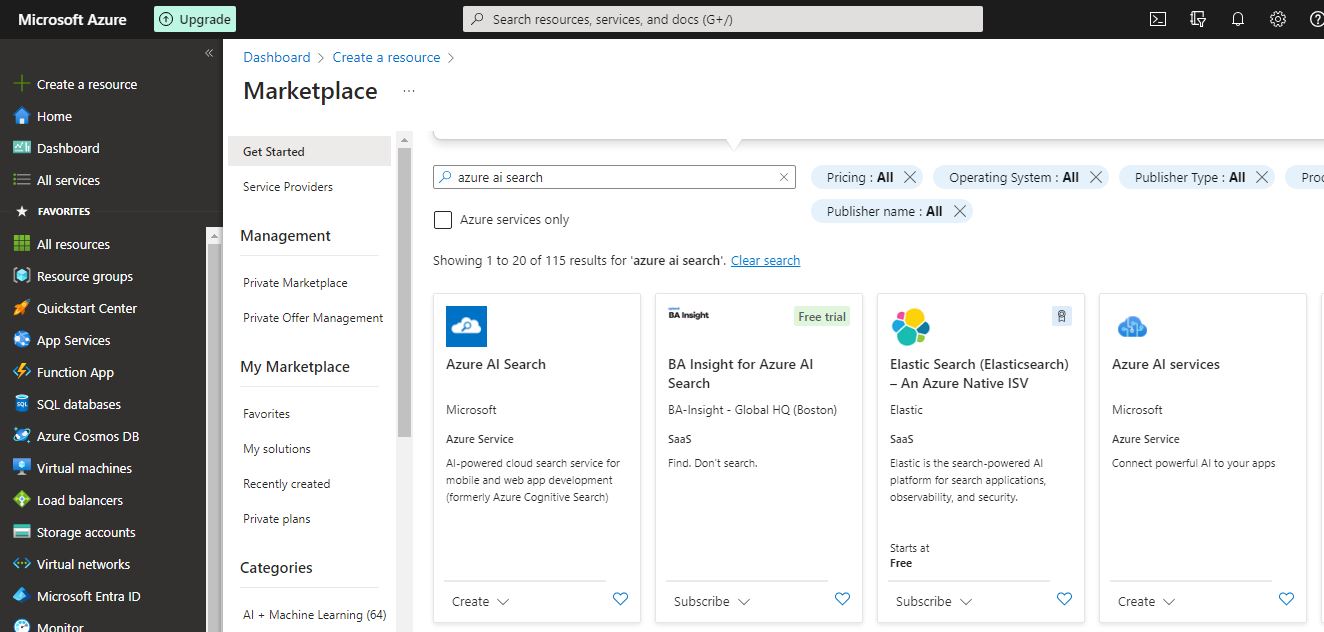 Microsoft Azure
Upgrade
Search resources, services, and docs (G+/)
Create a resource
Home
Dashboard
All services
FAVORITES
All resources
Resource groups
Quickstart Center
App Services
Function App
SQL databases
Azure Cosmos DB
Virtual machines
Load balancers
Storage accounts
Virtual networks
Microsoft Entra ID
Monitor
Dashboard > Create a resource >
Marketplace ...
Get Started
Service Providers
Management
Private Marketplace
Private Offer Management
My Marketplace
Favorites
My solutions
Recently created
Private plans
Categories
AI + Machine Learning (64)
azure ai search
Pricing : All
Operating System : All
Publisher Type : All
Publisher name : All
Azure services only
Showing 1 to 20 of 115 results for 'azure ai search'. Clear search
Azure AI Search
Microsoft
Azure Service
AI-powered cloud search service for
mobile and web app development
(formerly Azure Cognitive Search)
Create
BA Insight
Free trial
BA Insight for Azure AI
Search
BA-Insight - Global HQ (Boston)
SaaS
Find. Don't search.
Subscribe
Elastic Search (Elasticsearch)
– An Azure Native ISV
Elastic
SaaS
Elastic is the search-powered AI
platform for search applications,
observability, and security.
Starts at
Free
Subscribe
Azure AI services
Microsoft
Azure Service
Connect powerful AI to your apps
Create